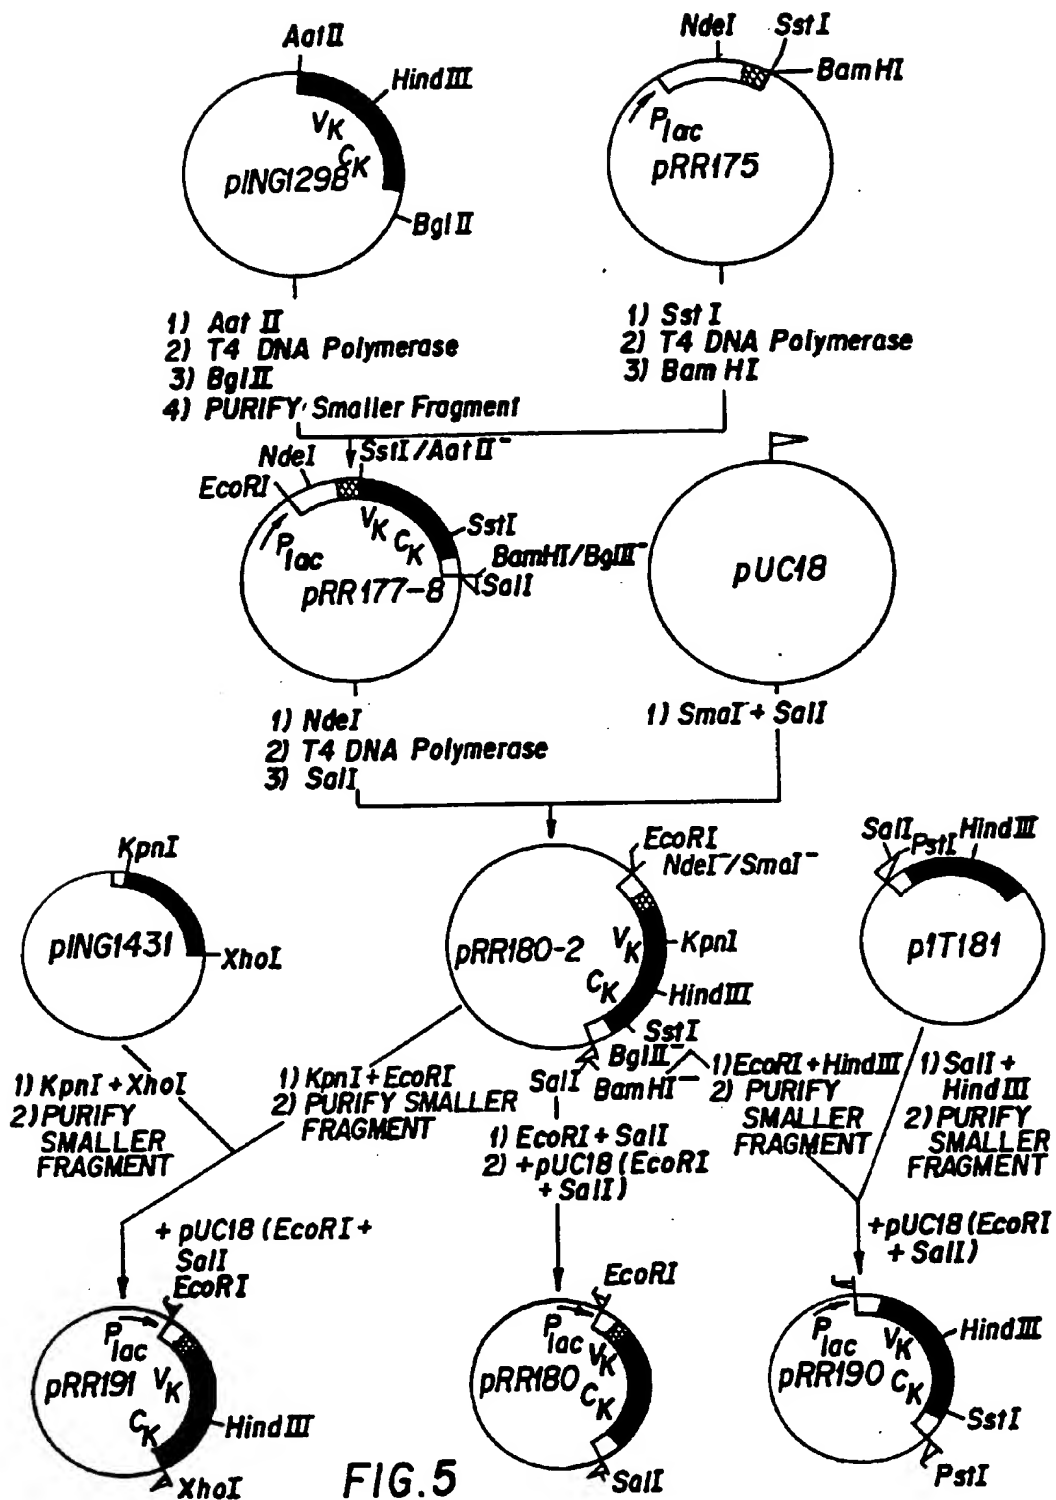 AatII
HindIII
VK
CK
pING1298
BglII
NdeI
SstI
BamHI
Plac
pRR175
1) Aat II
2) T4 DNA Polymerase
3) BglII
4) PURIFY Smaller Fragment
1) Sst I
2) T4 DNA Polymerase
3) Bam HI
NdeI
SstI/AatII⁻
EcoRI
VK
CK
SstI
Plac
BamHI/BglII⁻
SalI
pRR177-8
pUC18
1) NdeI
2) T4 DNA Polymerase
3) SalI
1) SmaI + SalI
KpnI
pING1431
XhoI
EcoRI
NdeI⁻/SmaI⁻
pRR180-2
VK
KpnI
CK
HindIII
SstI
BglII⁻
SalI
BamHI⁻
SalI
PstI
HindIII
pIT181
1) KpnI + XhoI
2) PURIFY
SMALLER
FRAGMENT
1) KpnI + EcoRI
2) PURIFY SMALLER
FRAGMENT
1) EcoRI + SalI
2) +pUC18 (EcoRI
+ SalI)
1) EcoRI + HindIII
2) PURIFY
SMALLER
FRAGMENT
1) SalI +
HindIII
2) PURIFY
SMALLER
FRAGMENT
+ pUC18 (EcoRI +
SalI
EcoRI
Plac
pRR191
VK
CK
HindIII
XhoI
EcoRI
Plac
VK
pRR180
CK
SalI
+pUC18 (EcoRI
+ SalI)
Plac
VK
HindIII
pRR190
CK
SstI
PstI
FIG. 5